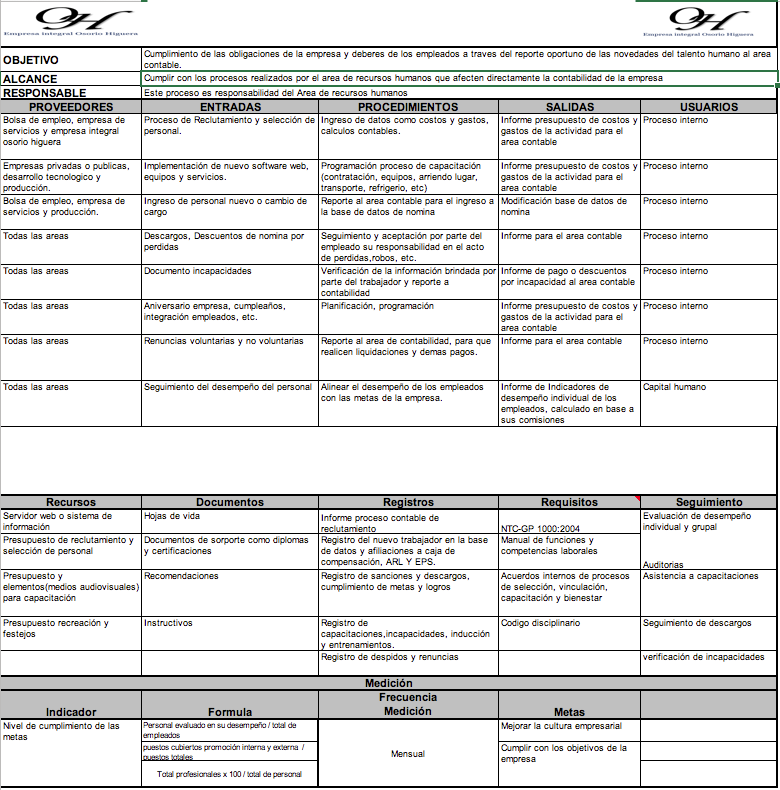 OH OH
Empresa Integral Osorio Higuera Empresa Integral Osorio Higuera
OBJETIVO
Cumplimiento de las obligaciones de la empresa y deberes de los empleados a traves del reporte oportuno de las novedades del talento humano al area
contable.
ALCANCE
Cumplir con los procesos realizados por el area de recursos humanos que afecten directamente la contabilidad de la empresa
RESPONSABLE
Este proceso es responsabilidad del Area de recursos humanos
PROVEEDORES ENTRADAS PROCEDIMIENTOS SALIDAS USUARIOS
Bolsa de empleo, empresa de
servicios y empresa integral
osorio higuera
Proceso de Reclutamiento y selección de
personal.
Ingreso de datos como costos y gastos,
calculos contables.
Informe presupuesto de costos y
gastos de la actividad para el
area contable
Proceso interno
Empresas privadas o publicas,
desarrollo tecnologico y
producción.
Implementación de nuevo software web,
equipos y servicios.
Programación proceso de capacitación
(contratación, equipos, arriendo lugar,
transporte, refrigerio, etc)
Informe presupuesto de costos y
gastos de la actividad para el
area contable
Proceso interno
Bolsa de empleo, empresa de
servicios y producción.
Ingreso de personal nuevo o cambio de
cargo
Reporte al area contable para el ingreso a
la base de datos de nomina
Modificación base de datos de
nomina
Proceso interno
Todas las areas
Descargos, Descuentos de nomina por
perdidas
Seguimiento y aceptación por parte del
empleado su responsabilidad en el acto
de perdidas,robos, etc.
Informe para el area contable
Proceso interno
Todas las areas
Documento incapacidades
Verificación de la información brindada por
parte del trabajador y reporte a
contabilidad
Informe de pago o descuentos
por incapacidad al area contable
Proceso interno
Todas las areas
Aniversario empresa, cumpleaños,
integración empleados, etc.
Planificación, programación
Informe presupuesto de costos y
gastos de la actividad para el
area contable
Proceso interno
Todas las areas
Renuncias voluntarias y no voluntarias
Reporte al area de contabilidad, para que
realicen liquidaciones y demas pagos.
Informe para el area contable
Proceso interno
Todas las areas
Seguimiento del desempeño del personal
Alinear el desempeño de los empleados
con las metas de la empresa.
Informe de Indicadores de
desempeño individual de los
empleados, calculado en base a
sus comisiones
Capital humano
Recursos Documentos Registros Requisitos Seguimiento
Servidor web o sistema de
información
Hojas de vida
Informe proceso contable de
reclutamiento
NTC-GP 1000:2004
Evaluación de desempeño
individual y grupal
Presupuesto de reclutamiento y
selección de personal
Documentos de sorporte como diplomas
y certificaciones
Registro del nuevo trabajador en la base
de datos y afiliaciones a caja de
compensación, ARL Y EPS.
Manual de funciones y
competencias laborales
Auditorias
Presupuesto y
elementos(medios audiovisuales)
para capacitación
Recomendaciones
Registro de sanciones y descargos,
cumplimiento de metas y logros
Acuerdos internos de procesos
de selección, vinculación,
capacitación y bienestar
Asistencia a capacitaciones
Presupuesto recreación y
festejos
Instructivos
Registro de
capacitaciones,incapacidades, inducción
y entrenamientos.
Codigo disciplinario
Seguimiento de descargos
Registro de despidos y renuncias
verificación de incapacidades
Medición
Indicador Formula
Frecuencia
Medición
Metas
Nivel de cumplimiento de las
metas
Personal evaluado en su desempeño / total de
empleados
puestos cubiertos promoción interna y externa /
puestos totales
Total profesionales x 100 / total de personal
Mensual
Mejorar la cultura empresarial
Cumplir con los objetivos de la
empresa